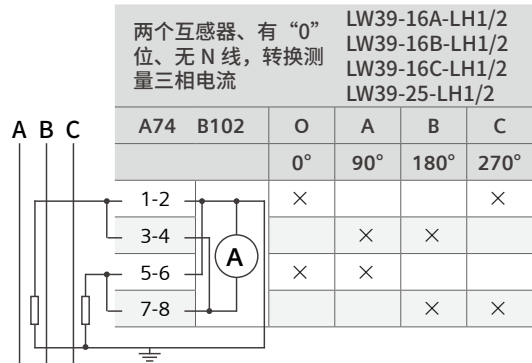 两个互感器、有“0”
位、无 N 线，转换测
量三相电流
LW39-16A-LH1/2
LW39-16B-LH1/2
LW39-16C-LH1/2
LW39-25-LH1/2
A B C
A74 B102 O A B C
0° 90° 180° 270°
1-2 × ×
3-4 × ×
A
5-6 × ×
7-8 × ×